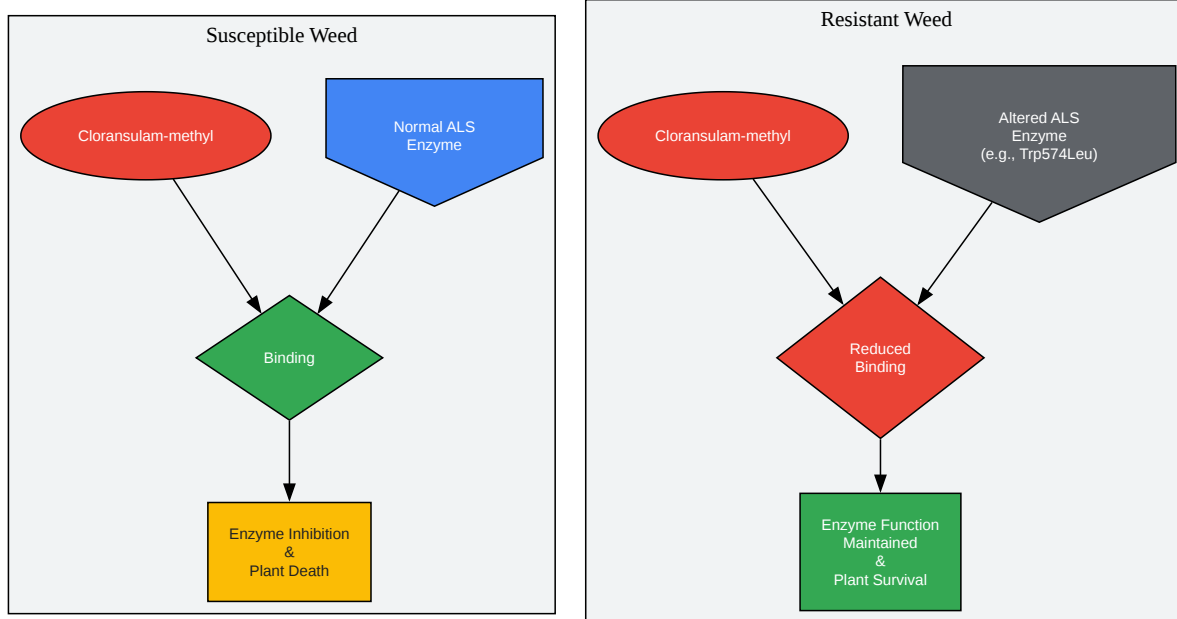 Susceptible Weed
Cloransulam-methyl
Normal ALS
Enzyme
Binding
Enzyme Inhibition
&
Plant Death
Resistant Weed
Cloransulam-methyl
Altered ALS
Enzyme
(e.g., Trp574Leu)
Reduced
Binding
Enzyme Function
Maintained
&
Plant Survival